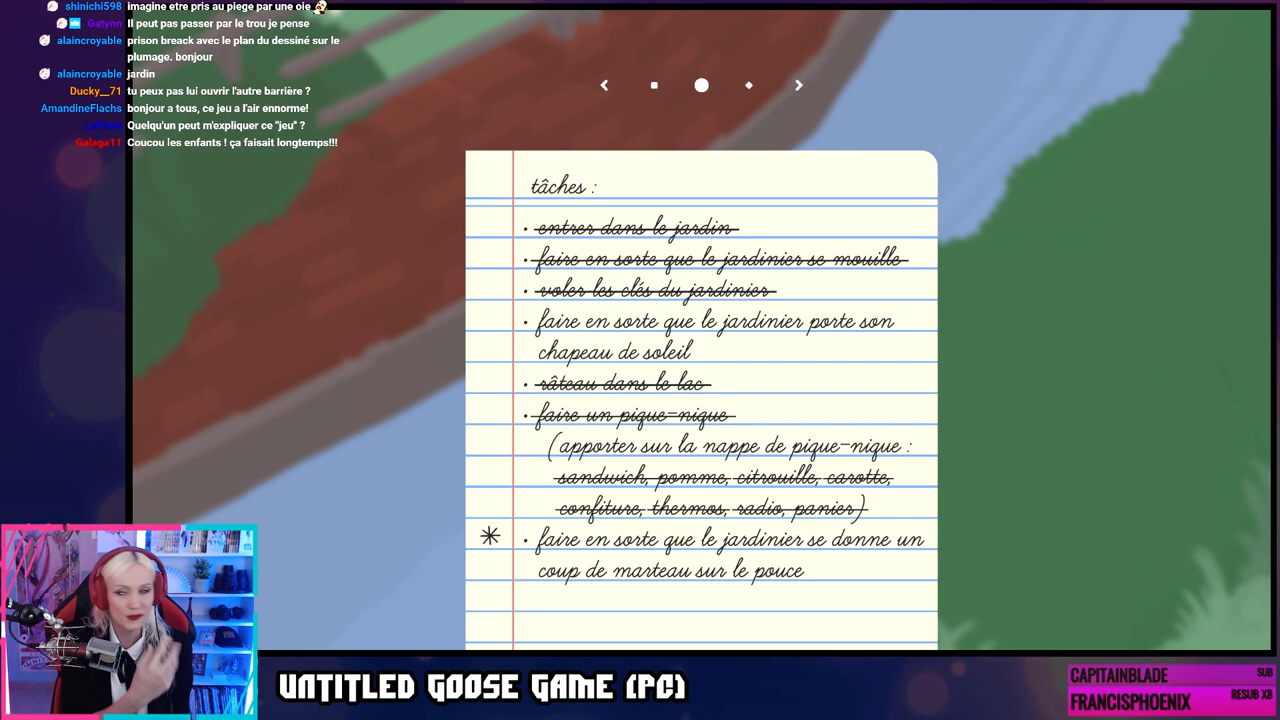 shinichi598 imagine etre pris au piege par une oie
Gatynn Il peut pas passer par le trou je pense
alaincroyable prison breack avec le plan du dessiné sur le
plumage. bonjour
alaincroyable jardin
Ducky__71 tu peux pas lui ouvrir l'autre barrière ?
AmandineFlachs bonjour a tous, ce jeu a l'air ennorme!
Quelqu'un peut m'expliquer ce "jeu" ?
Galaga11 Coucou les enfants ! ça faisait longtemps!!!
tâches :
• entrer dans le jardin
• faire en sorte que le jardinier se mouille
• voler les clés du jardinier
• faire en sorte que le jardinier porte son
chapeau de soleil
• râteau dans le lac
• faire un pique-nique
(apporter sur la nappe de pique-nique :
sandwich, pomme, citrouille, carotte,
confiture, thermos, radio, panier)
• faire en sorte que le jardinier se donne un
coup de marteau sur le pouce
UNTITLED GOOSE GAME (PC)
CAPITAINBLADE SUB
FRANCISPHOENIX RESUB X8